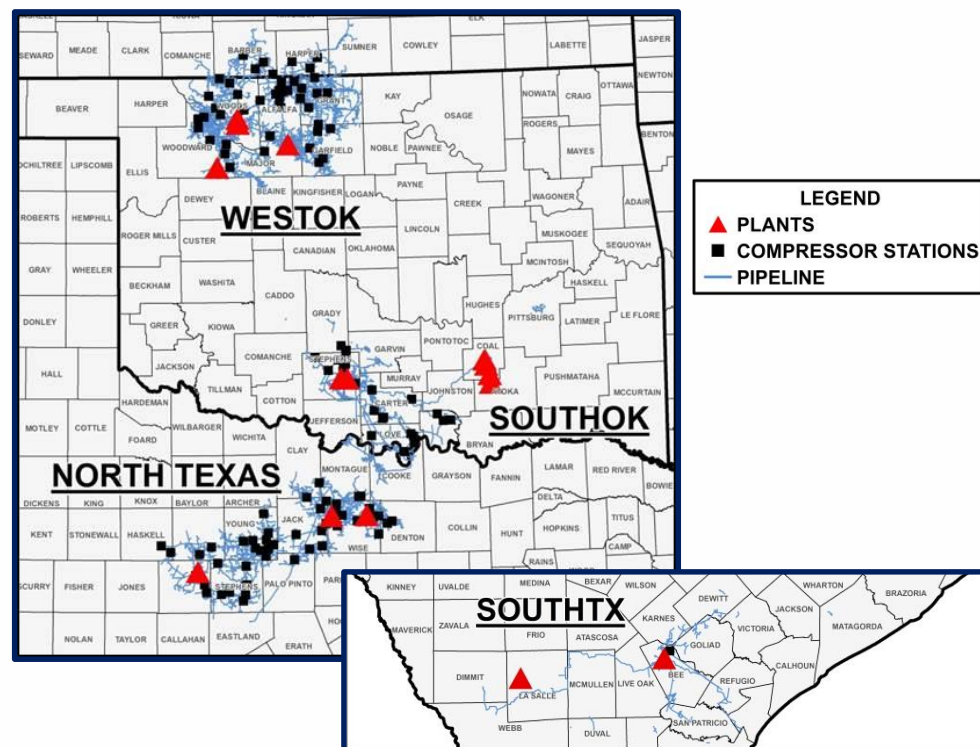 ELK
SEWARD
MEADE
CLARK
COMANCHE
BARBER
HARPER
SUMNER
COWLEY
LABETTE
JASPER
NEWTON
BEAVER
HARPER
WOODS
ALFALFA
GRANT
KAY
OSAGE
NOWATA
CRAIG
OTTAWA
ROGERS
MAYES
BENTON
OCHILTREE
LIPSCOMB
ELLIS
WOODWARD
MAJOR
GARFIELD
NOBLE
PAWNEE
PAYNE
CREEK
WAGONER
ADAIR
ROBERTS
HEMPHILL
DEWEY
BLAINE
KINGFISHER
LOGAN
WESTOK
LINCOLN
MUSKOGEE
SEQUOYAH
ROGER MILLS
CUSTER
CANADIAN
OKLAHOMA
MCINTOSH
GRAY
WHEELER
BECKHAM
WASHITA
CADDO
GRADY
HUGHES
PITTSBURG
HASKELL
LATIMER
LE FLORE
DONLEY
GREER
KIOWA
HALL
JACKSON
COMANCHE
STEPHENS
GARVIN
PONTOTOC
COAL
TILLMAN
COTTON
MURRAY
JOHNSTON
PUSHMATAHA
MCCURTAIN
HARDEMAN
JEFFERSON
CARTER
LOVE
BRYAN
SOUTHOK
MOTLEY
COTTLE
FOARD
WILBARGER
WICHITA
CLAY
MONTAGUE
COOKE
GRAYSON
FANNIN
LAMAR
RED RIVER
BOWIE
NORTH TEXAS
DICKENS
KING
KNOX
BAYLOR
ARCHER
YOUNG
JACK
WISE
DENTON
COLLIN
HUNT
DELTA
HOPKINS
TITUS
CAMP
RAINS
KENT
STONEWALL
HASKELL
SCURRY
FISHER
JONES
STEPHENS
PALO PINTO
NOLAN
TAYLOR
CALLAHAN
EASTLAND
ERATH
LEGEND
PLANTS
COMPRESSOR STATIONS
PIPELINE
KINNEY
UVALDE
MEDINA
BEXAR
WILSON
DEWITT
WHARTON
BRAZORIA
SOUTHTX
MAVERICK
ZAVALA
FRIO
ATASCOSA
KARNES
GOLIAD
VICTORIA
JACKSON
MATAGORDA
CALHOUN
DIMMIT
LA SALLE
MCMULLEN
LIVE OAK
BEE
REFUGIO
WEBB
DUVAL
SAN PATRICIO